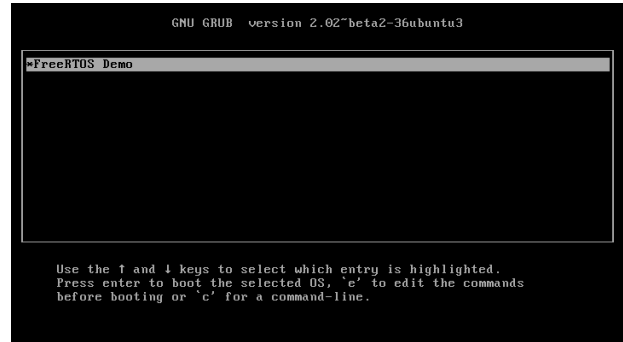 GNU GRUB  version 2.02~beta2-36ubuntu3
*FreeRTOS Demo
Use the ↑ and ↓ keys to select which entry is highlighted.
Press enter to boot the selected OS, `e' to edit the commands
before booting or `c' for a command-line.